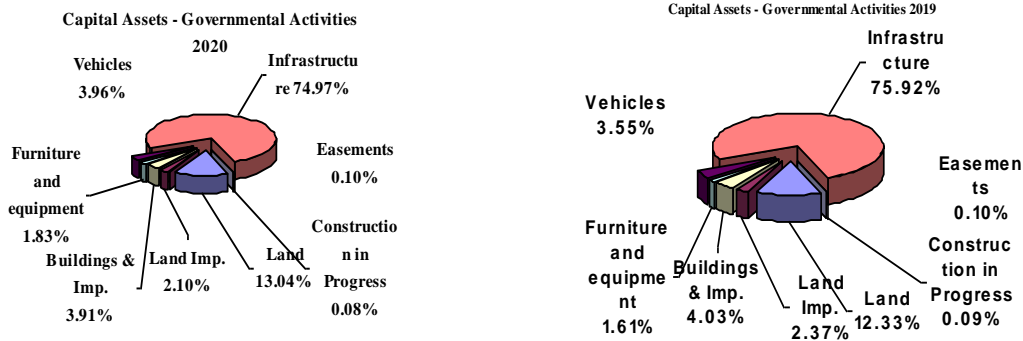 Capital Assets - Governmental Activities
2020
Vehicles
3.96%
Infrastructu
re 74.97%
Furniture
and
equipment
1.83%
Easements
0.10%
Buildings &
Imp.
3.91%
Land Imp.
2.10%
Land
13.04%
Constructio
n in
Progress
0.08%
Capital Assets - Governmental Activities 2019
Infrastru
cture
75.92%
Vehicles
3.55%
Easemen
ts
0.10%
Furniture
and
equipme
nt
1.61%
Buildings
& Imp.
4.03%
Land
Imp.
2.37%
Land
12.33%
Construc
tion in
Progress
0.09%